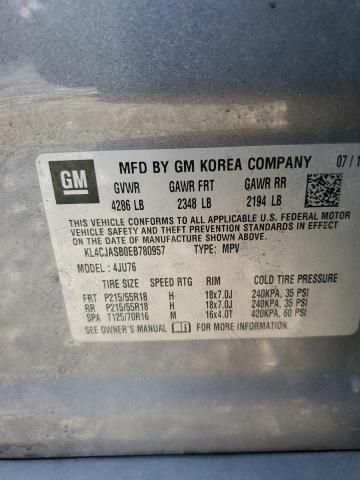 GM
MFD BY GM KOREA COMPANY 07/1
GVWR GAWR FRT GAWR RR
4286 LB 2348 LB 2194 LB
THIS VEHICLE CONFORMS TO ALL APPLICABLE U.S. FEDERAL MOTOR
VEHICLE SAFETY AND THEFT PREVENTION STANDARDS IN EFFECT ON
THE DATE OF MANUFACTURE SHOWN ABOVE.
KL4CJASB0EB780957 TYPE: MPV
MODEL : 4JU76
TIRE SIZE SPEED RTG RIM COLD TIRE PRESSURE
FRT P215/55R18 H 18x7.0J 240KPA, 35 PSI
RR P215/55R18 H 18x7.0J 240KPA, 35 PSI
SPA T125/70R16 M 16x4.0T 420KPA, 60 PSI
SEE OWNER'S MANUAL FOR MORE INFORMATION.